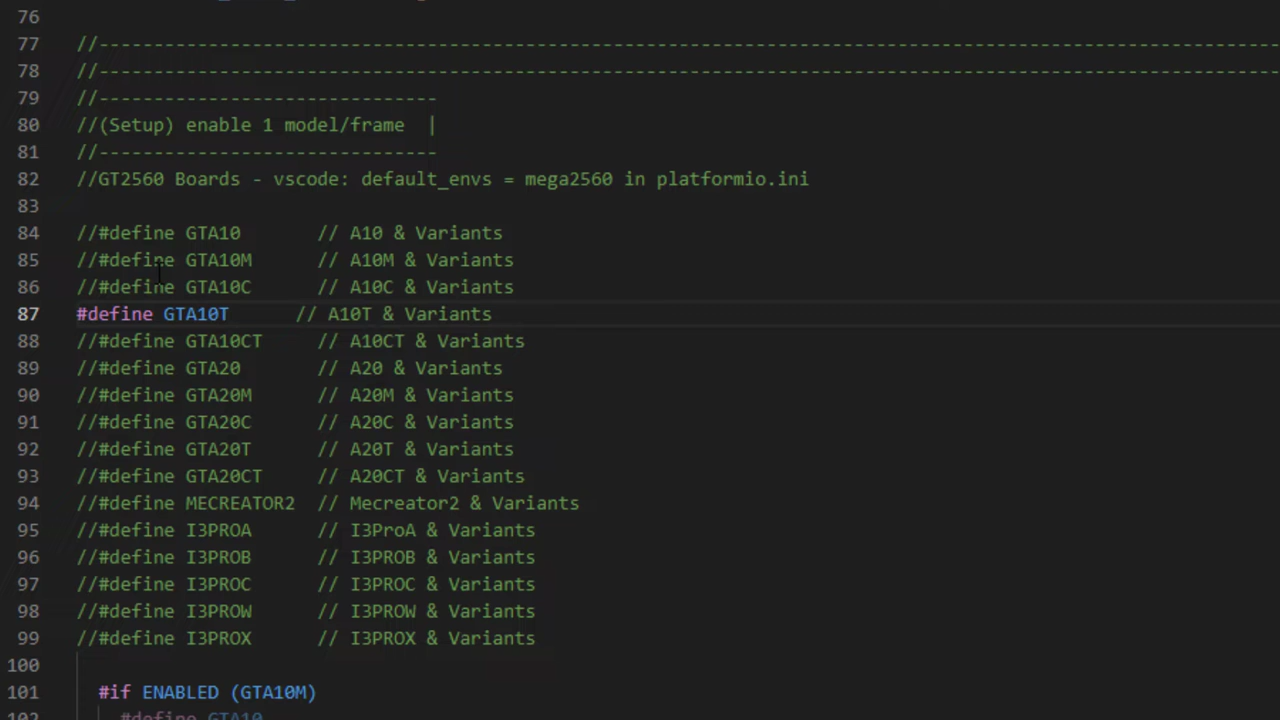 76
77 //---------------------------------------------------------------------------------------------------------------
78 //---------------------------------------------------------------------------------------------------------------
79 //-------------------------------
80 //(Setup) enable 1 model/frame  |
81 //-------------------------------
82 //GT2560 Boards - vscode: default_envs = mega2560 in platformio.ini
83
84 //#define GTA10       // A10 & Variants
85 //#define GTA10M      // A10M & Variants
86 //#define GTA10C      // A10C & Variants
87 #define GTA10T      // A10T & Variants
88 //#define GTA10CT     // A10CT & Variants
89 //#define GTA20       // A20 & Variants
90 //#define GTA20M      // A20M & Variants
91 //#define GTA20C      // A20C & Variants
92 //#define GTA20T      // A20T & Variants
93 //#define GTA20CT     // A20CT & Variants
94 //#define MECREATOR2  // Mecreator2 & Variants
95 //#define I3PROA      // I3ProA & Variants
96 //#define I3PROB      // I3PROB & Variants
97 //#define I3PROC      // I3PROC & Variants
98 //#define I3PROW      // I3PROW & Variants
99 //#define I3PROX      // I3PROX & Variants
100
101   #if ENABLED (GTA10M)
102     #define GTA10